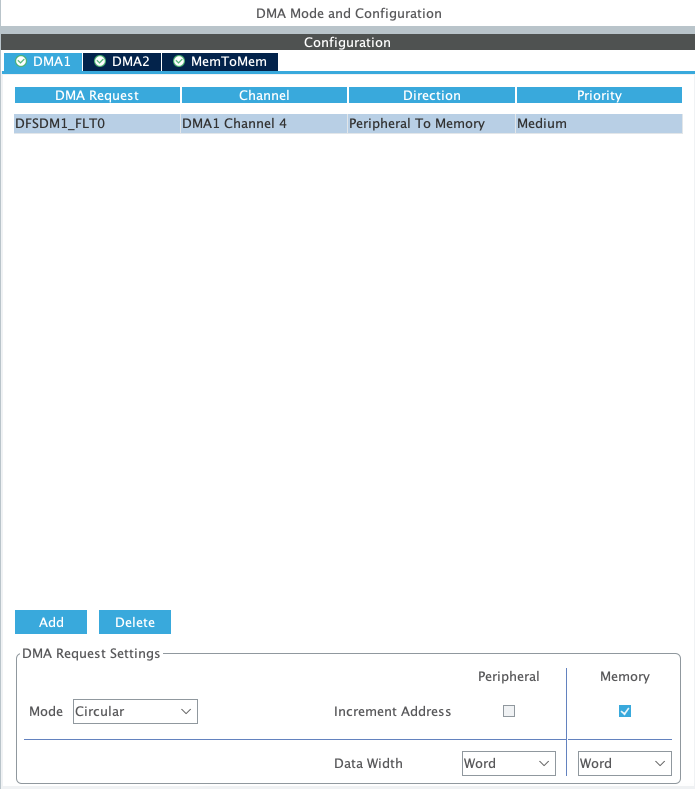 DMA Mode and Configuration
Configuration
DMA1 DMA2 MemToMem
DMA Request Channel Direction Priority
DFSDM1_FLT0 DMA1 Channel 4 Peripheral To Memory Medium
Add Delete
DMA Request Settings
Peripheral Memory
Mode Circular Increment Address
Data Width Word Word